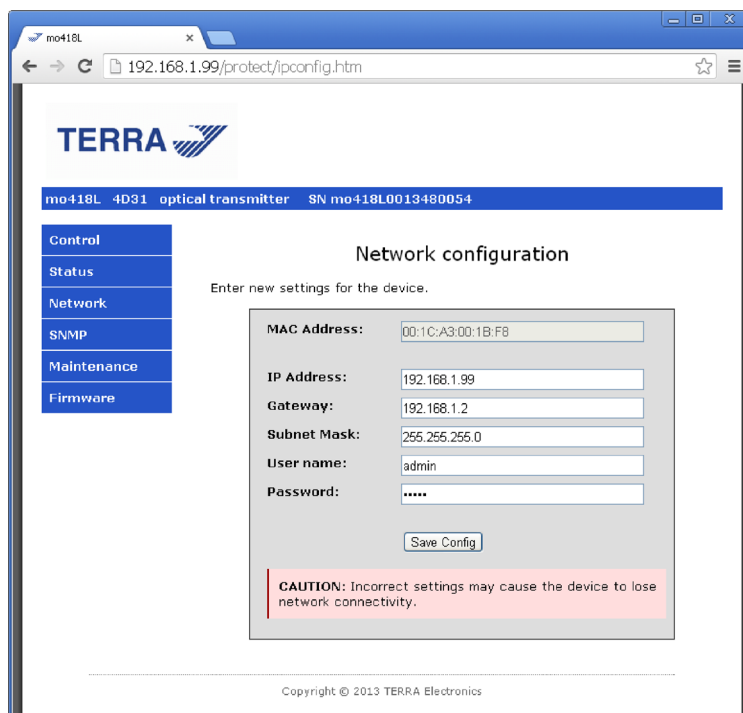 mo418L
192.168.1.99/protect/ipconfig.htm
TERRA
mo418L 4D31 optical transmitter SN mo418L0013480054
Control
Status
Network
SNMP
Maintenance
Firmware
Network configuration
Enter new settings for the device.
MAC Address: 00:1C:A3:00:1B:F8
IP Address: 192.168.1.99
Gateway: 192.168.1.2
Subnet Mask: 255.255.255.0
User name: admin
Password: •••••
Save Config
CAUTION: Incorrect settings may cause the device to lose
network connectivity.
Copyright © 2013 TERRA Electronics